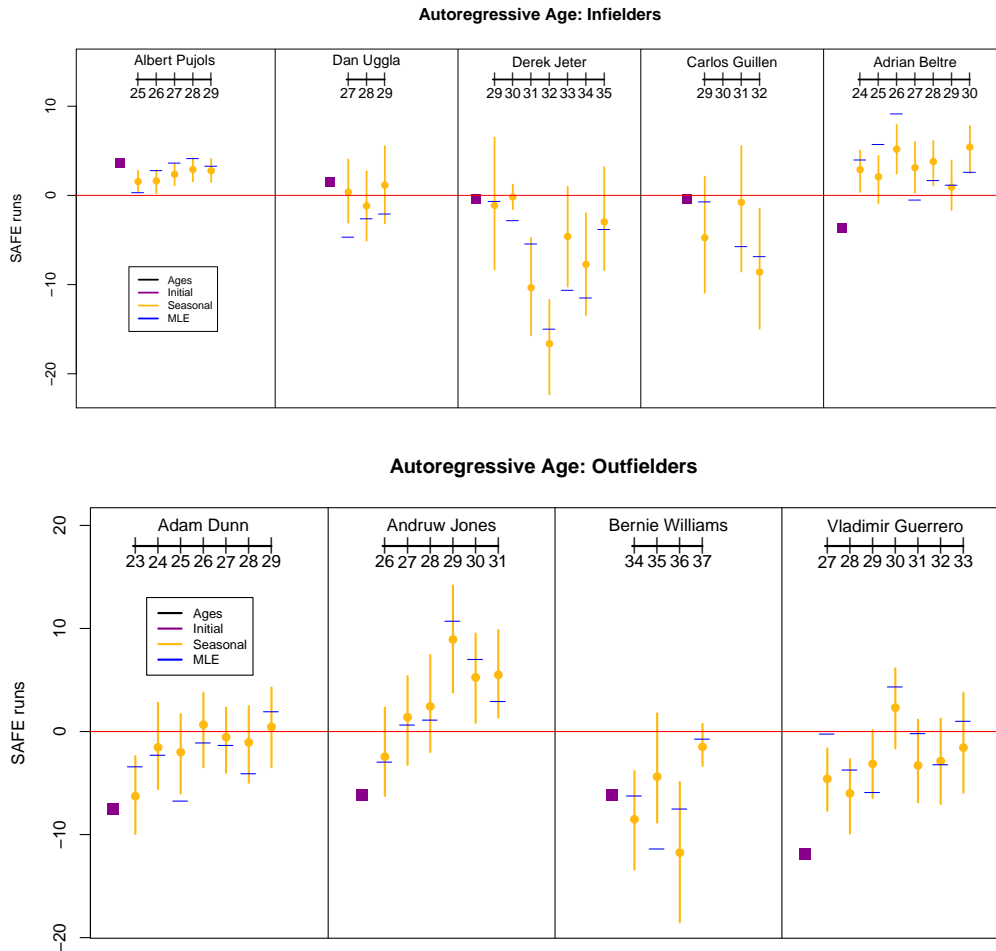 Autoregressive Age: Infielders
Albert Pujols Dan Uggla Derek Jeter Carlos Guillen Adrian Beltre
25 26 27 28 29 27 28 29 29 30 31 32 33 34 35 29 30 31 32 24 25 26 27 28 29 30
10
0
−10
−20
SAFE runs
Ages
Initial
Seasonal
MLE
Autoregressive Age: Outfielders
Adam Dunn Andruw Jones Bernie Williams Vladimir Guerrero
23 24 25 26 27 28 29 26 27 28 29 30 31 34 35 36 37 27 28 29 30 31 32 33
20
10
0
−10
−20
SAFE runs
Ages
Initial
Seasonal
MLE